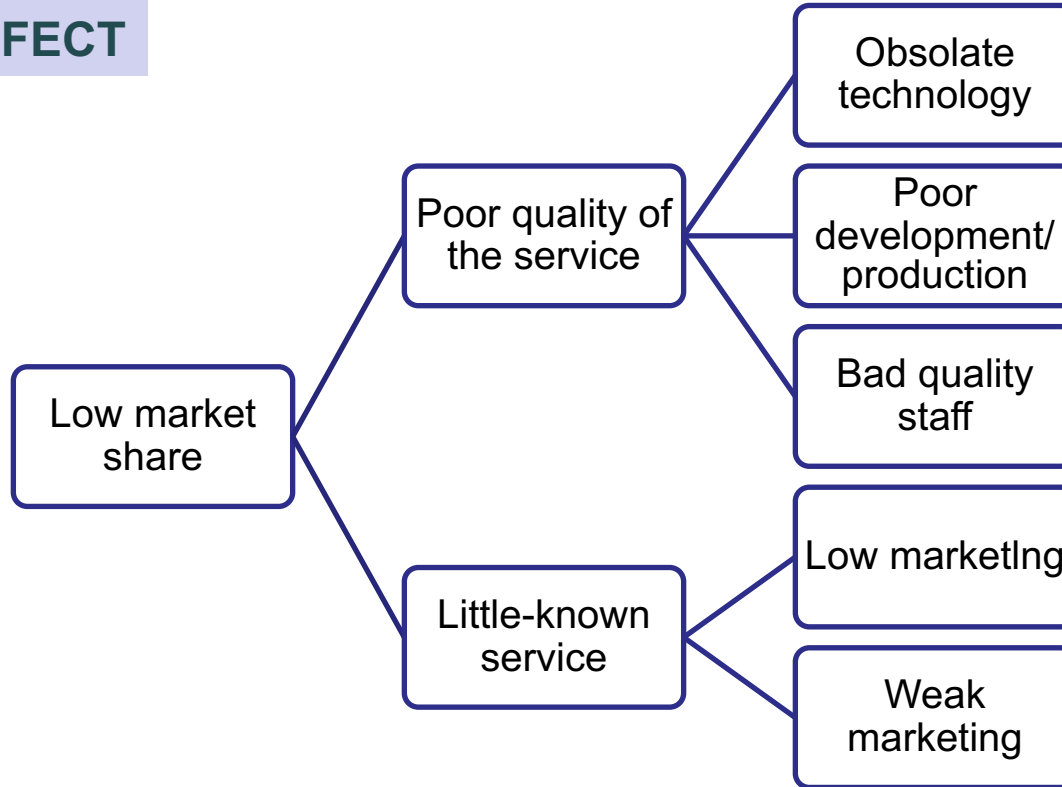 FECT
Obsolate
technology
Poor quality of
the service
Poor
development/
production
Bad quality
staff
Low market
share
Low marketlng
Little-known
service
Weak
marketing